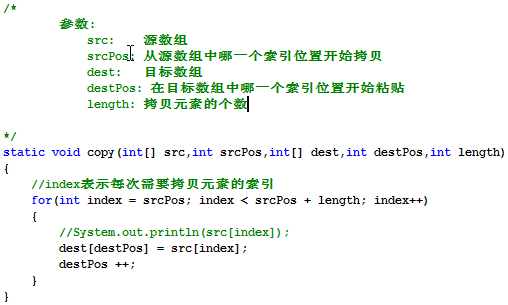 /*
参数:
src: 源数组
srcPos: 从源数组中哪一个索引位置开始拷贝
dest: 目标数组
destPos: 在目标数组中哪一个索引位置开始粘贴
length: 拷贝元素的个数
*/
static void copy(int[] src,int srcPos,int[] dest,int destPos,int length)
{
//index表示每次需要拷贝元素的索引
for(int index = srcPos; index < srcPos + length; index++)
{
//System.out.println(src[index]);
dest[destPos] = src[index];
destPos ++;
}
}